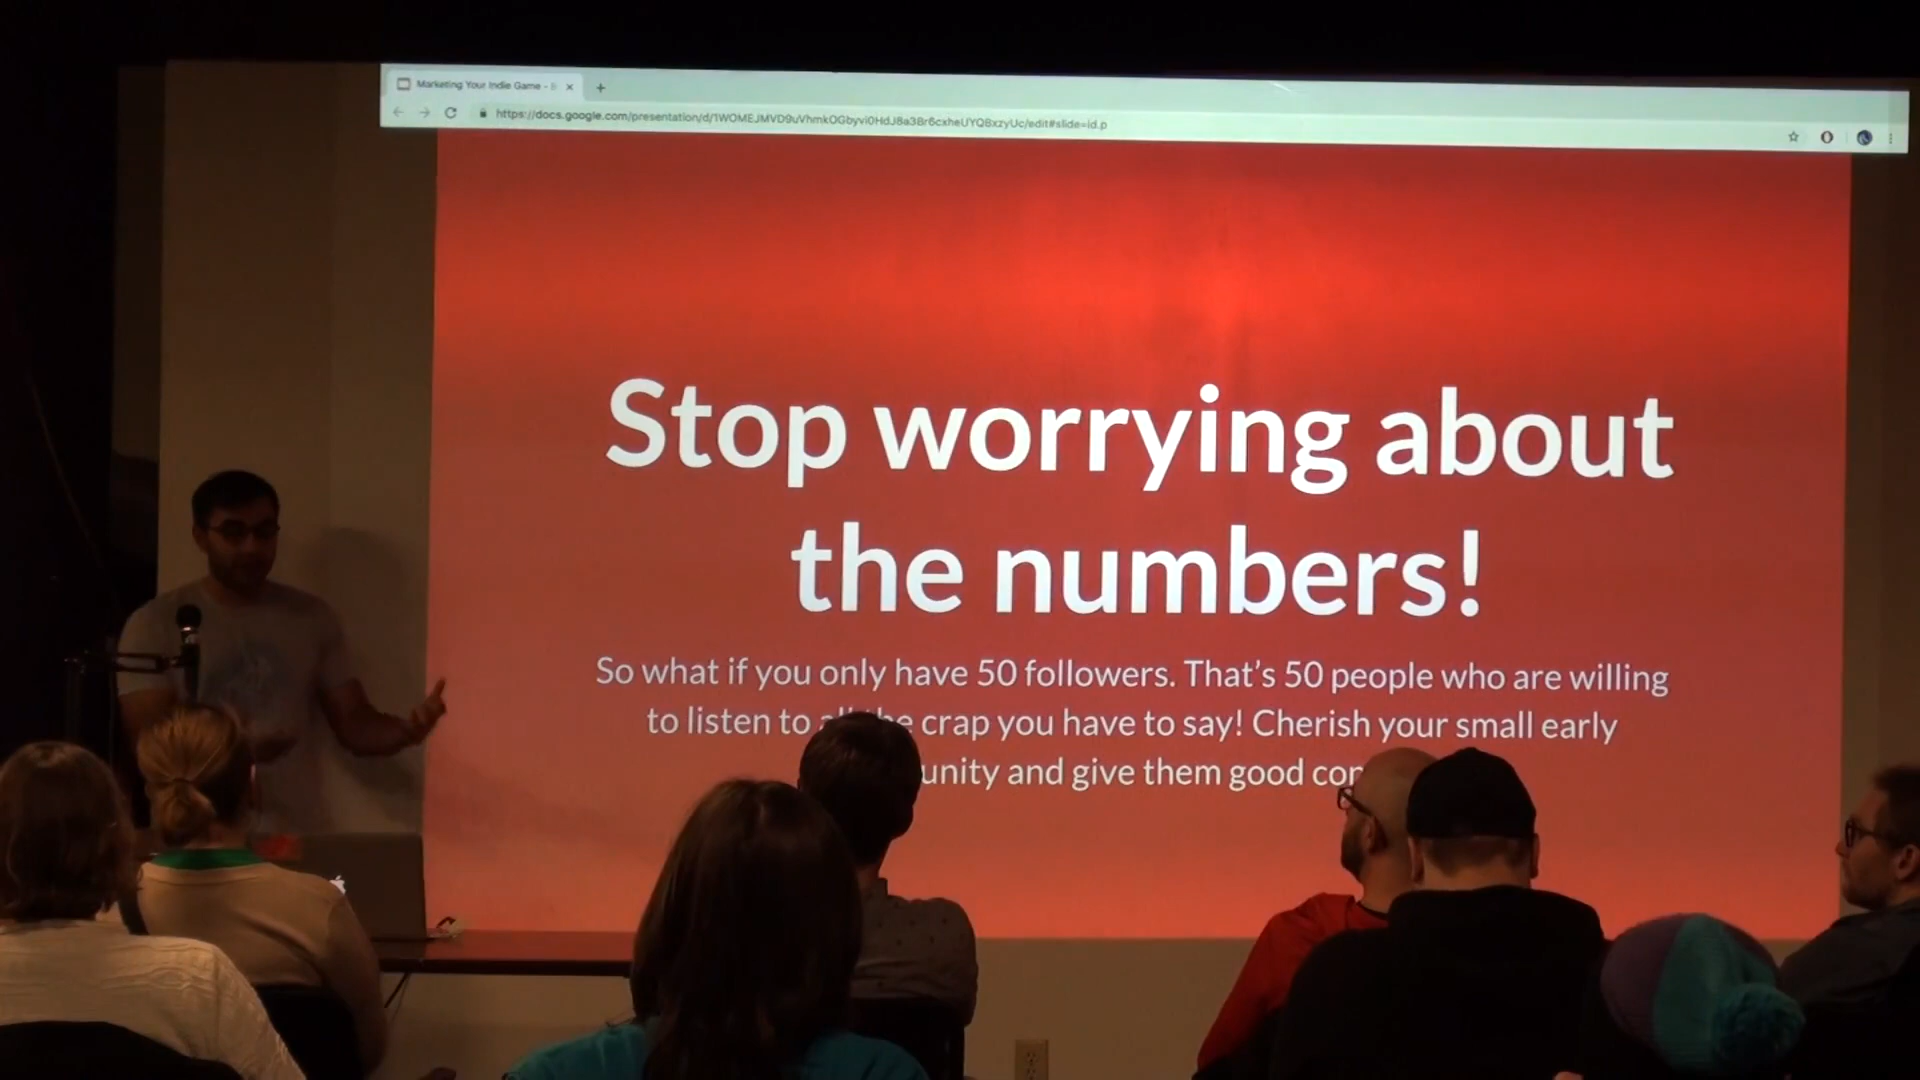 Marketing Your Indie Game -
https://docs.google.com/presentation/d/1WOMEJMVD9uVhmkOGbyvi0HdJ8a3Br6cxheUYQBxzyUc/edit#slide=id.p
Stop worrying about
the numbers!
So what if you only have 50 followers. That's 50 people who are willing
to listen to crap you have to say! Cherish your small early
unity and give them good